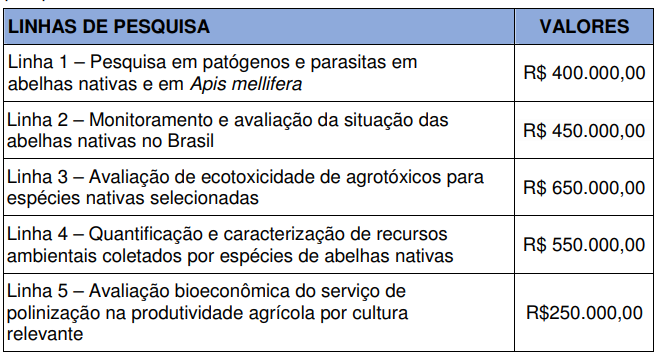 LINHAS DE PESQUISA VALORES
Linha 1 – Pesquisa em patógenos e parasitas em
abelhas nativas e em Apis mellifera
R$ 400.000,00
Linha 2 – Monitoramento e avaliação da situação das
abelhas nativas no Brasil
R$ 450.000,00
Linha 3 – Avaliação de ecotoxicidade de agrotóxicos para
espécies nativas selecionadas
R$ 650.000,00
Linha 4 – Quantificação e caracterização de recursos
ambientais coletados por espécies de abelhas nativas
R$ 550.000,00
Linha 5 – Avaliação bioeconômica do serviço de
polinização na produtividade agrícola por cultura
relevante
R$250.000,00